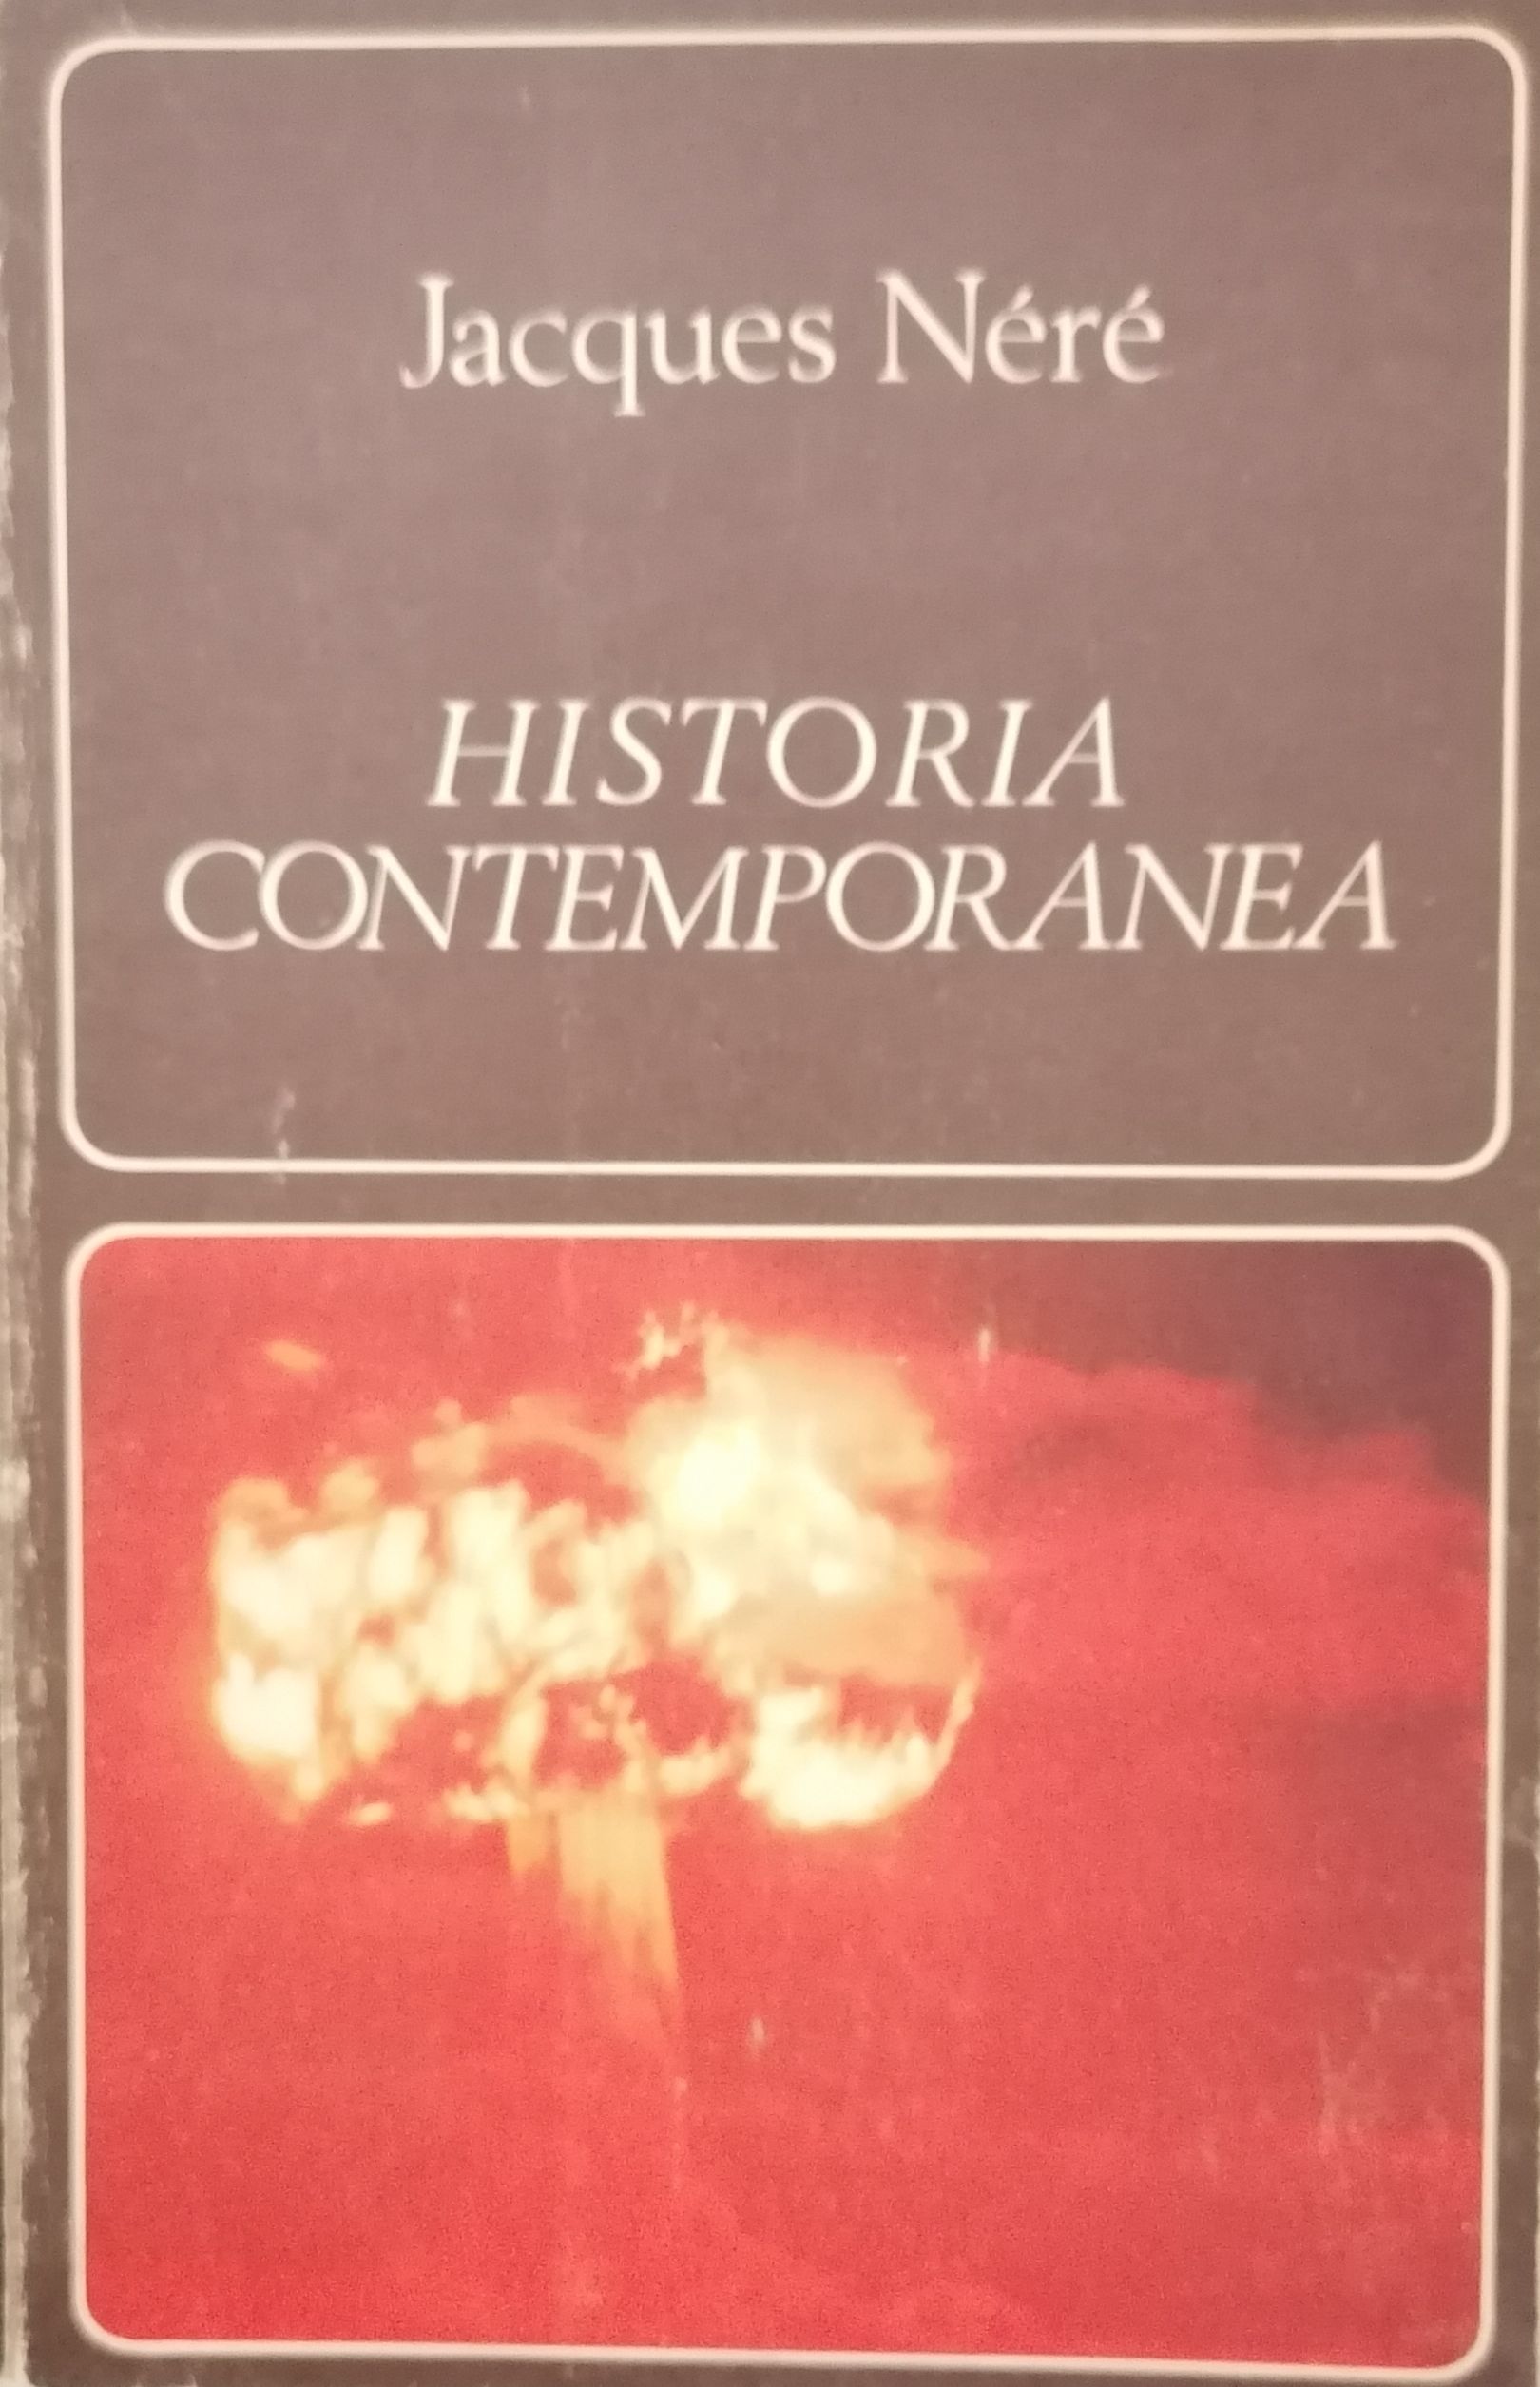 Jacques Néré
HISTORIA
CONTEMPORANEA